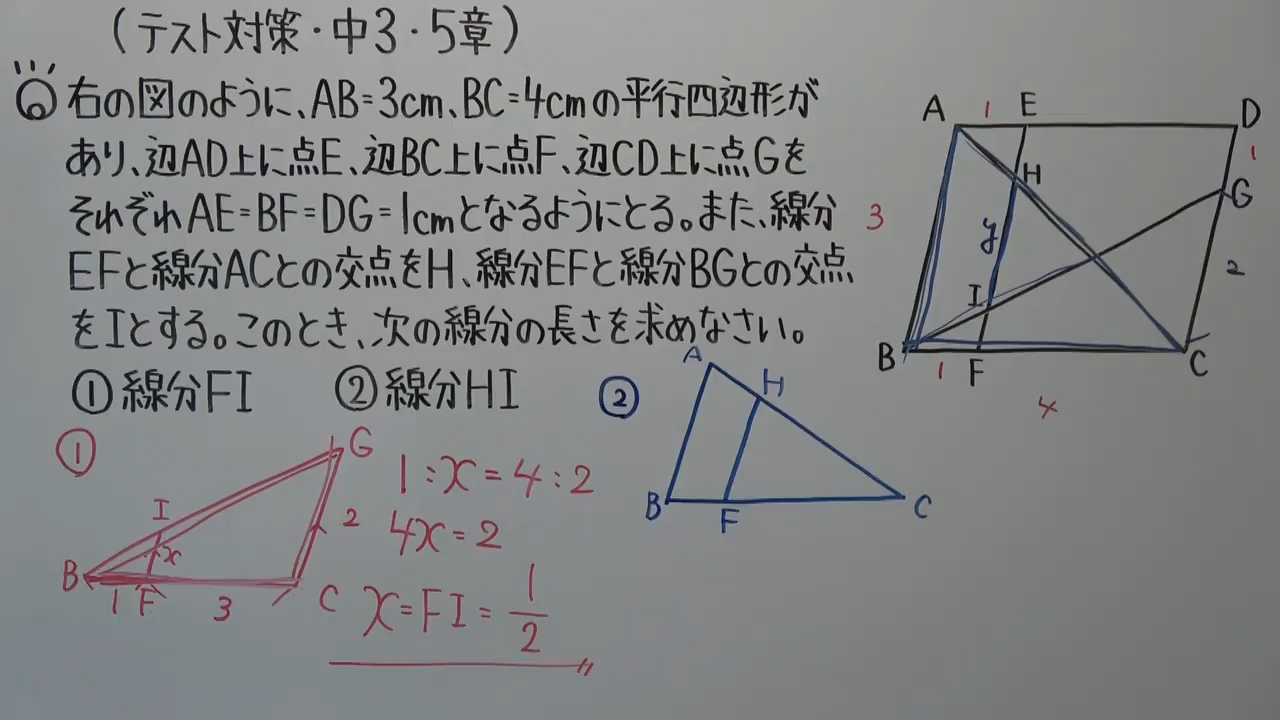 (テスト対策・中3・5章)
右の図のように、AB=3cm、BC=4cmの平行四辺形が
あり、辺AD上に点E、辺BC上に点F、辺CD上に点Gを
それぞれAE=BF=DG=1cmとなるようにとる。また、線分
EFと線分ACとの交点をH、線分EFと線分BGとの交点
をIとする。このとき、次の線分の長さを求めなさい。
①線分FI ②線分HI
A 1 E D
1
H G
3
y
2
I
B 1 F C
4
①
G
I
x 2
B 1 F 3 C
1:x=4:2
4x=2
x=FI=1/2
②
A
H
B F C